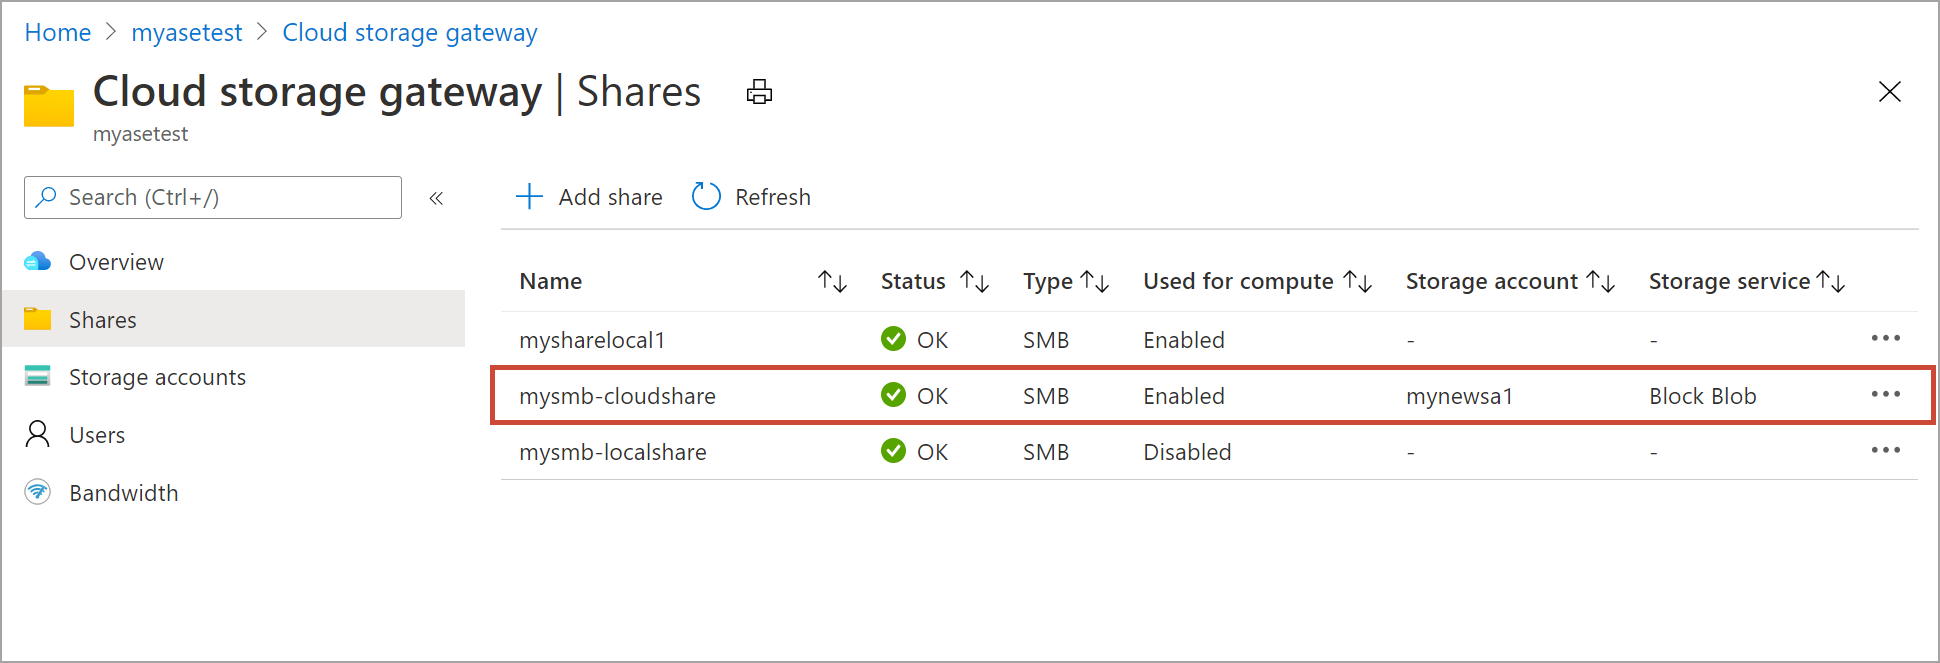 Home > myasetest > Cloud storage gateway
Cloud storage gateway | Shares
myasetest
Search (Ctrl+/) «
Overview
Shares
Storage accounts
Users
Bandwidth
+ Add share Refresh
Name ↑↓ Status ↑↓ Type ↑↓ Used for compute ↑↓ Storage account ↑↓ Storage service ↑↓
mysharelocal1 OK SMB Enabled - - •••
mysmb-cloudshare OK SMB Enabled mynewsa1 Block Blob •••
mysmb-localshare OK SMB Disabled - - •••